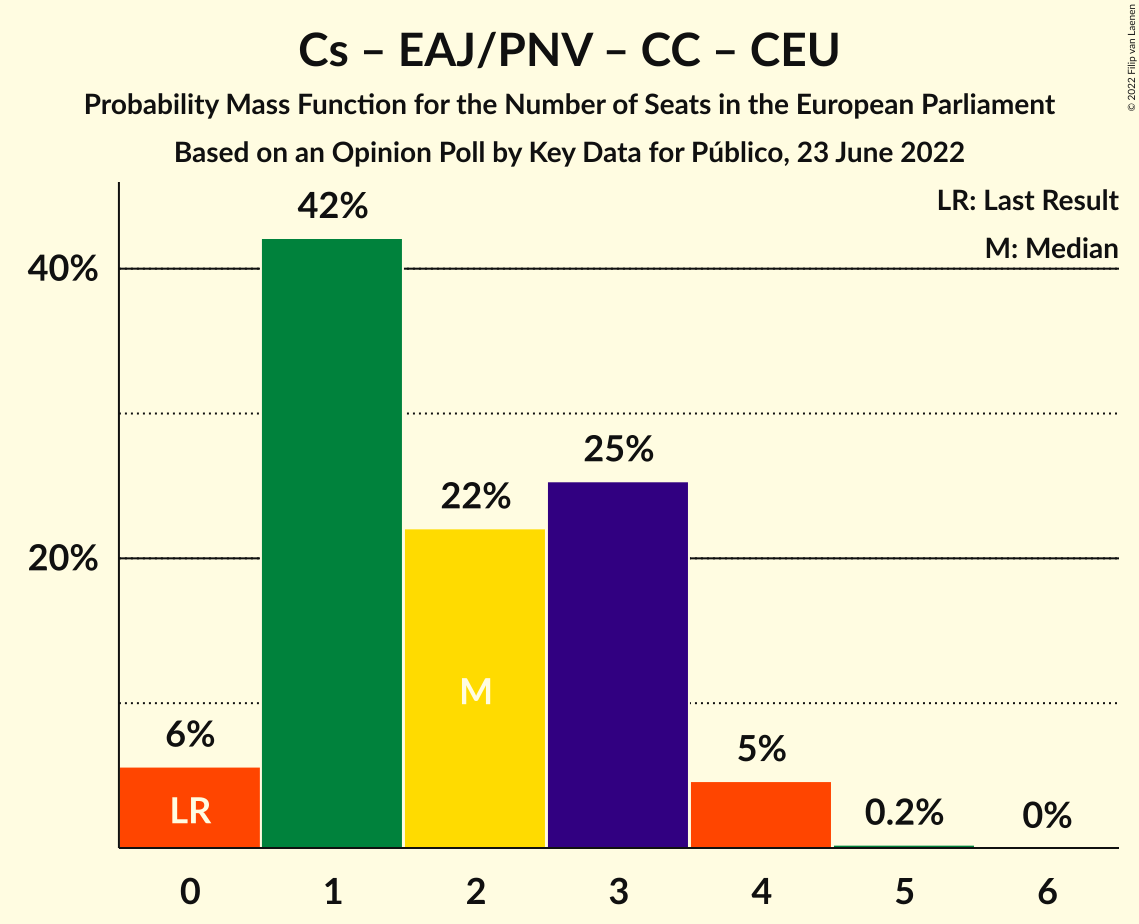 Cs – EAJ/PNV – CC – CEU
Probability Mass Function for the Number of Seats in the European Parliament
Based on an Opinion Poll by Key Data for Público, 23 June 2022
© 2022 Filip van Laenen
LR: Last Result
M: Median
40%
20%
6%
42%
22%
25%
5%
0.2%
0%
LR
M
0 1 2 3 4 5 6